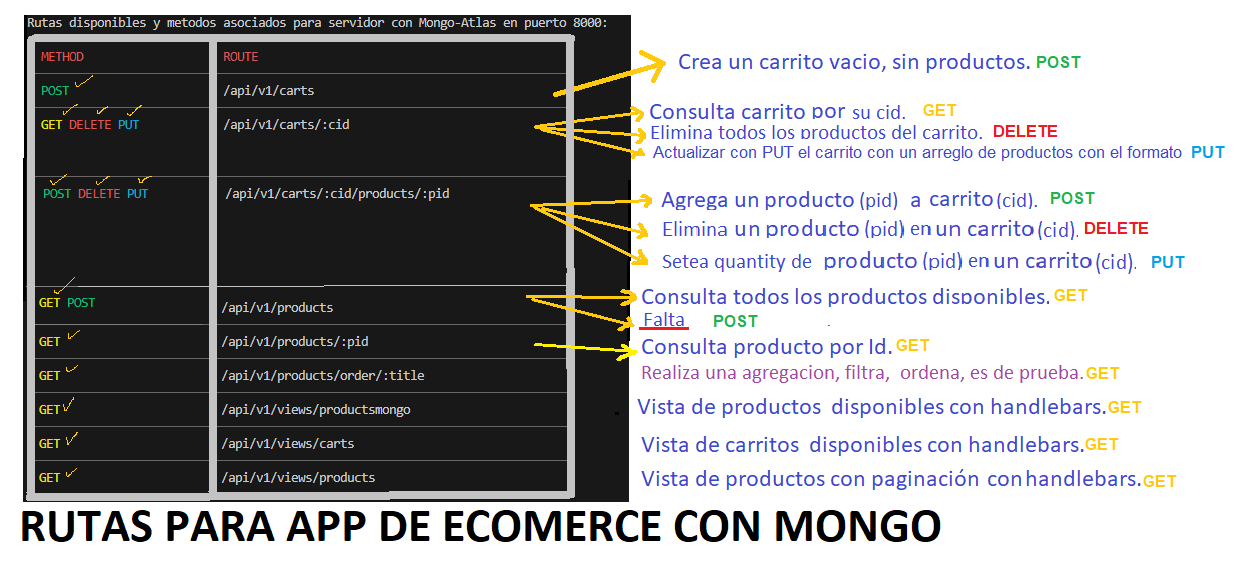 Rutas disponibles y metodos asociados para servidor con Mongo-Atlas en puerto 8000:
METHOD ROUTE
POST /api/v1/carts
Crea un carrito vacio, sin productos. POST
GET DELETE PUT /api/v1/carts/:cid
Consulta carrito por su cid. GET
Elimina todos los productos del carrito. DELETE
Actualizar con PUT el carrito con un arreglo de productos con el formato PUT
POST DELETE PUT /api/v1/carts/:cid/products/:pid
Agrega un producto (pid) a carrito (cid). POST
Elimina un producto (pid) en un carrito (cid). DELETE
Setea quantity de producto (pid) en un carrito (cid). PUT
GET POST /api/v1/products
Consulta todos los productos disponibles. GET
Falta POST
GET /api/v1/products/:pid
Consulta producto por Id. GET
GET /api/v1/products/order/:title
Realiza una agregacion, filtra, ordena, es de prueba. GET
GET /api/v1/views/productsmongo
Vista de productos disponibles con handlebars. GET
GET /api/v1/views/carts
Vista de carritos disponibles con handlebars. GET
GET /api/v1/views/products
Vista de productos con paginación con handlebars. GET
RUTAS PARA APP DE ECOMERCE CON MONGO